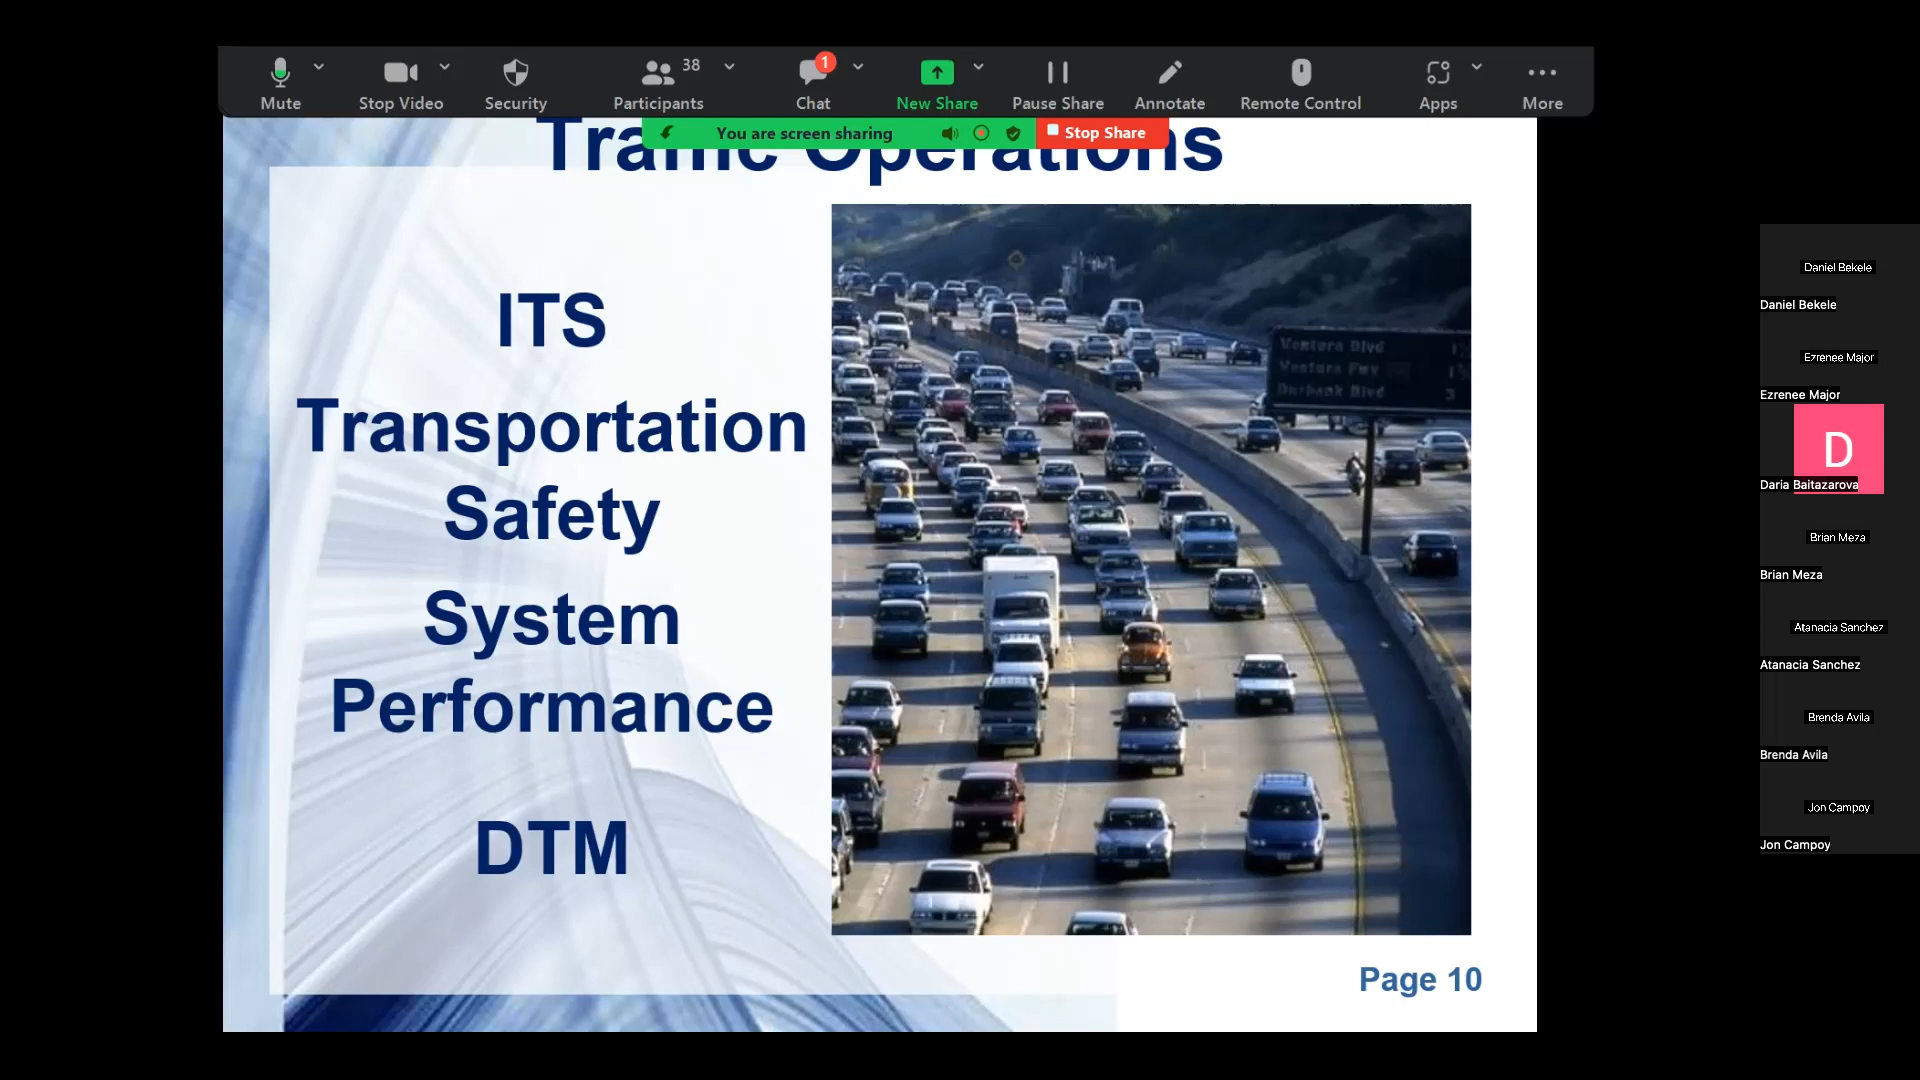 38
1
Mute
Stop Video
Security
Participants
Chat
New Share
Pause Share
Annotate
Remote Control
Apps
More
You are screen sharing
Stop Share
Traffic Operations
ITS
Transportation
Safety
System
Performance
DTM
Ventura Blvd
Ventura Fwy
Burbank Blvd 3
Page 10
Daniel Bekele
Daniel Bekele
Ezrenee Major
Ezrenee Major
D
Daria Baitazarova
Brian Meza
Brian Meza
Atanacia Sanchez
Atanacia Sanchez
Brenda Avila
Brenda Avila
Jon Campoy
Jon Campoy